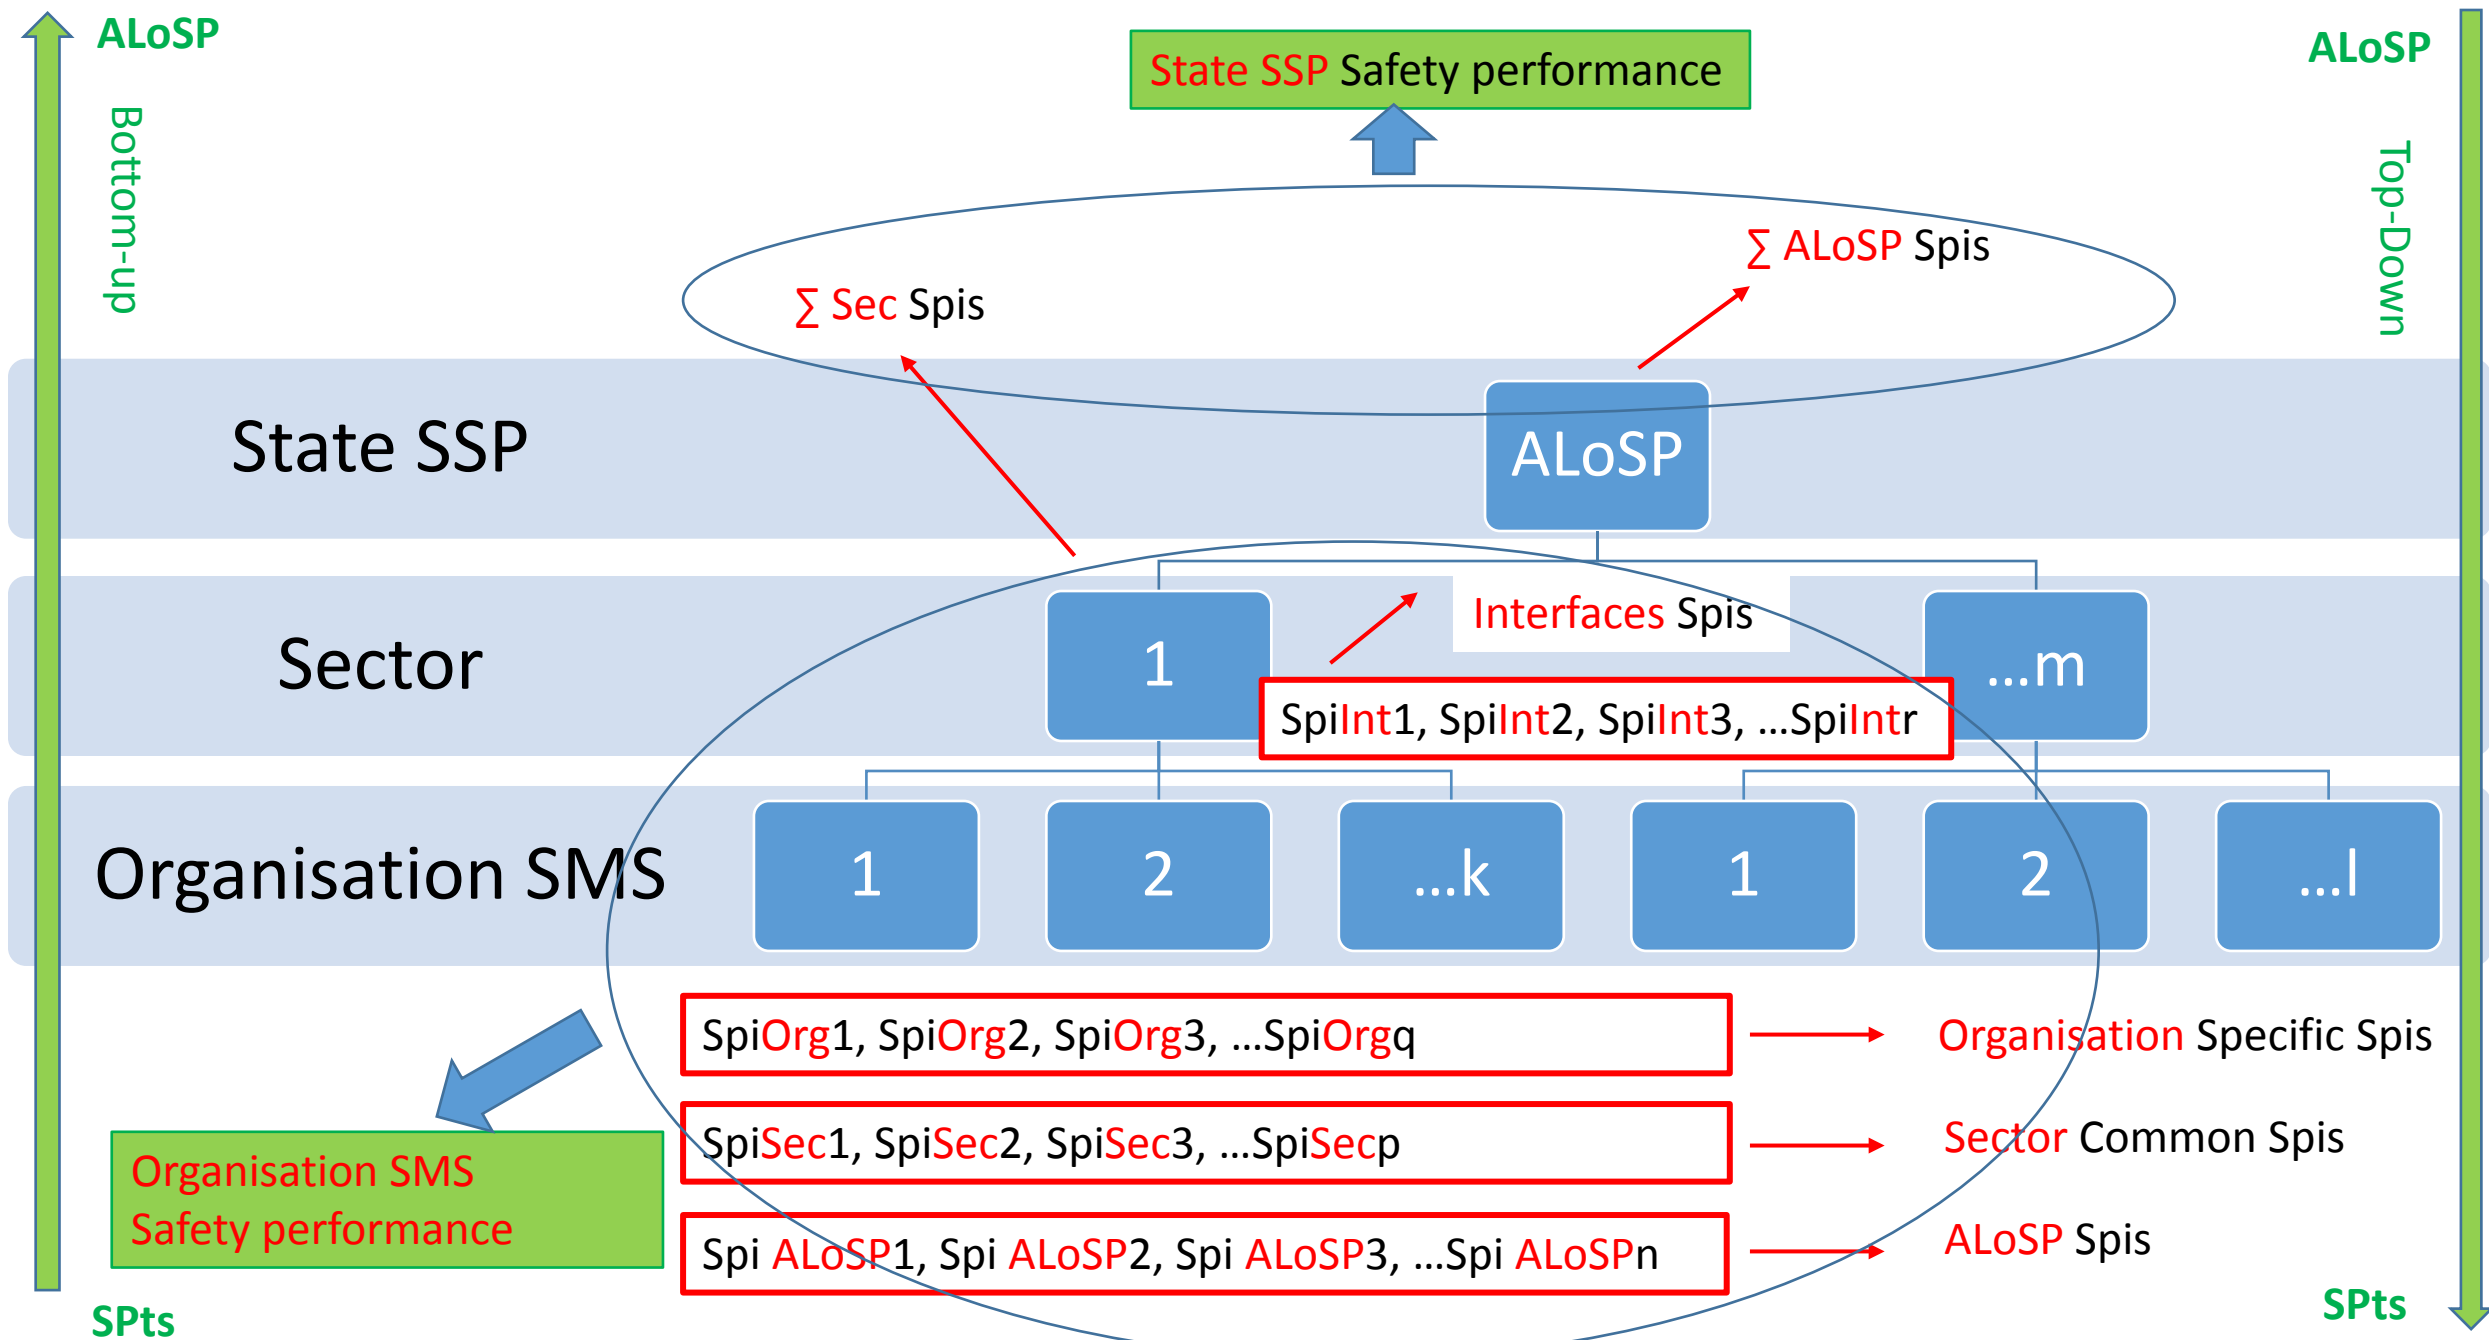 ALoSP
ALoSP
State SSP Safety performance
Bottom-up
Top-Down
∑ ALoSP Spis
∑ Sec Spis
State SSP
ALoSP
Interfaces Spis
Sector
1
...m
SpiInt1, SpiInt2, SpiInt3, ...SpiIntr
Organisation SMS
1
2
...k
1
2
...l
SpiOrg1, SpiOrg2, SpiOrg3, ...SpiOrgq
Organisation Specific Spis
SpiSec1, SpiSec2, SpiSec3, ...SpiSecp
Sector Common Spis
Organisation SMS
Safety performance
Spi ALoSP1, Spi ALoSP2, Spi ALoSP3, ...Spi ALoSPn
ALoSP Spis
SPts
SPts